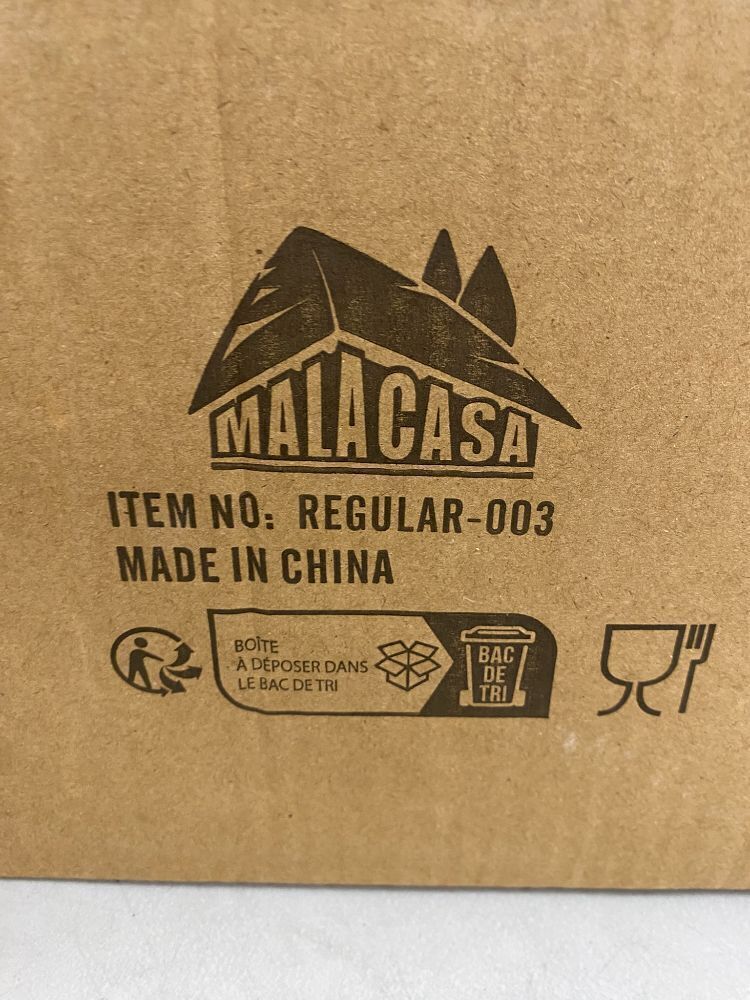 MALACASA
ITEM NO: REGULAR-003
MADE IN CHINA
BOÎTE
À DÉPOSER DANS
LE BAC DE TRI
BAC
DE
TRI